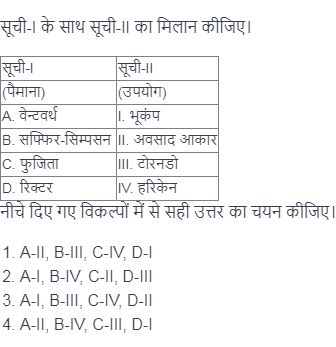 सूची-I के साथ सूची-II का मिलान कीजिए।
सूची-I सूची-II
(पैमाना) (उपयोग)
A. वेन्टवर्थ I. भूकंप
B. सफ्फिर-सिम्पसन II. अवसाद आकार
C. फुजिता III. टोरनडो
D. रिक्टर IV. हरिकेन
नीचे दिए गए विकल्पों में से सही उत्तर का चयन कीजिए।
1. A-II, B-III, C-IV, D-I
2. A-I, B-IV, C-II, D-III
3. A-I, B-III, C-IV, D-II
4. A-II, B-IV, C-III, D-I